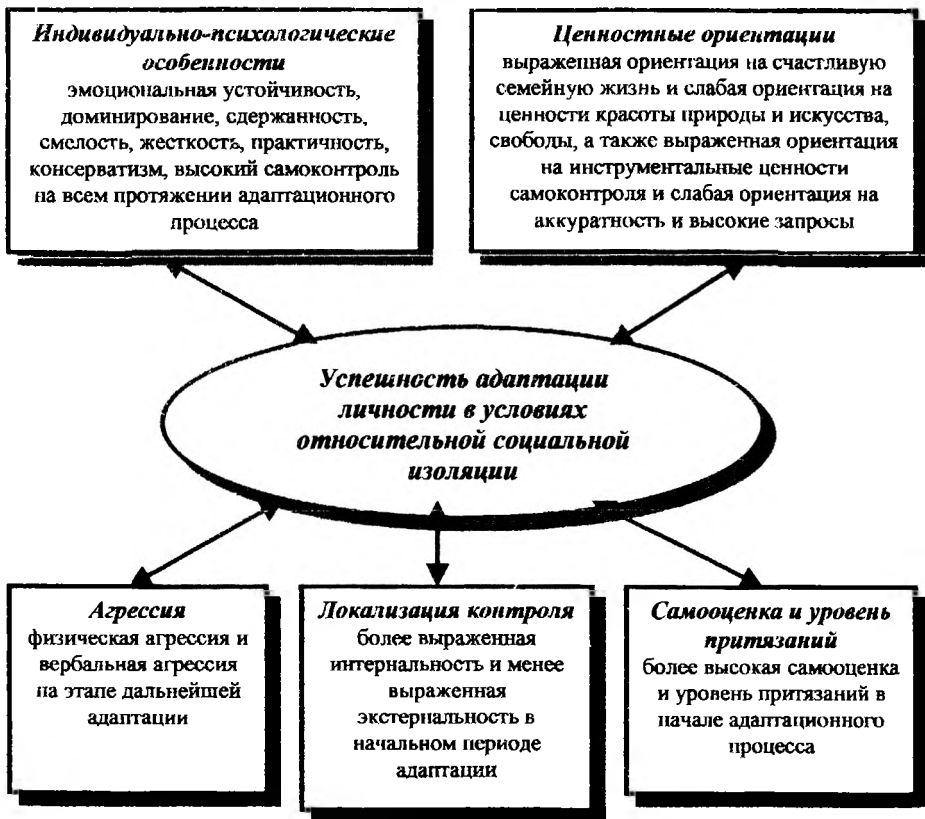 Индивидуально-психологические
особенности
эмоциональная устойчивость,
доминирование, сдержанность,
смелость, жесткость, практичность,
консерватизм, высокий самоконтроль
на всем протяжении адаптационного
процесса
Ценностные ориентации
выраженная ориентация на счастливую
семейную жизнь и слабая ориентация на
ценности красоты природы и искусства,
свободы, а также выраженная ориентация
на инструментальные ценности
самоконтроля и слабая ориентация на
аккуратность и высокие запросы
Успешность адаптации
личности в условиях
относительной социальной
изоляции
Агрессия
физическая агрессия и
вербальная агрессия
на этапе дальнейшей
адаптации
Локализация контроля
более выраженная
интернальность и менее
выраженная
экстернальность в
начальном периоде
адаптации
Самооценка и уровень
притязаний
более высокая самооценка
и уровень притязаний в
начале адаптационного
процесса